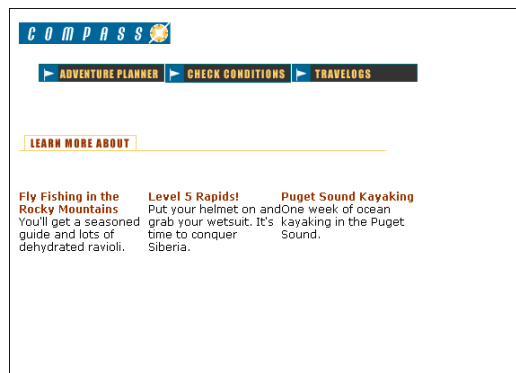 COMPASS
ADVENTURE PLANNER CHECK CONDITIONS TRAVELOGS
LEARN MORE ABOUT
Fly Fishing in the
Rocky Mountains
You'll get a seasoned
guide and lots of
dehydrated ravioli.
Level 5 Rapids!
Put your helmet on and
grab your wetsuit. It's
time to conquer
Siberia.
Puget Sound Kayaking
One week of ocean
kayaking in the Puget
Sound.